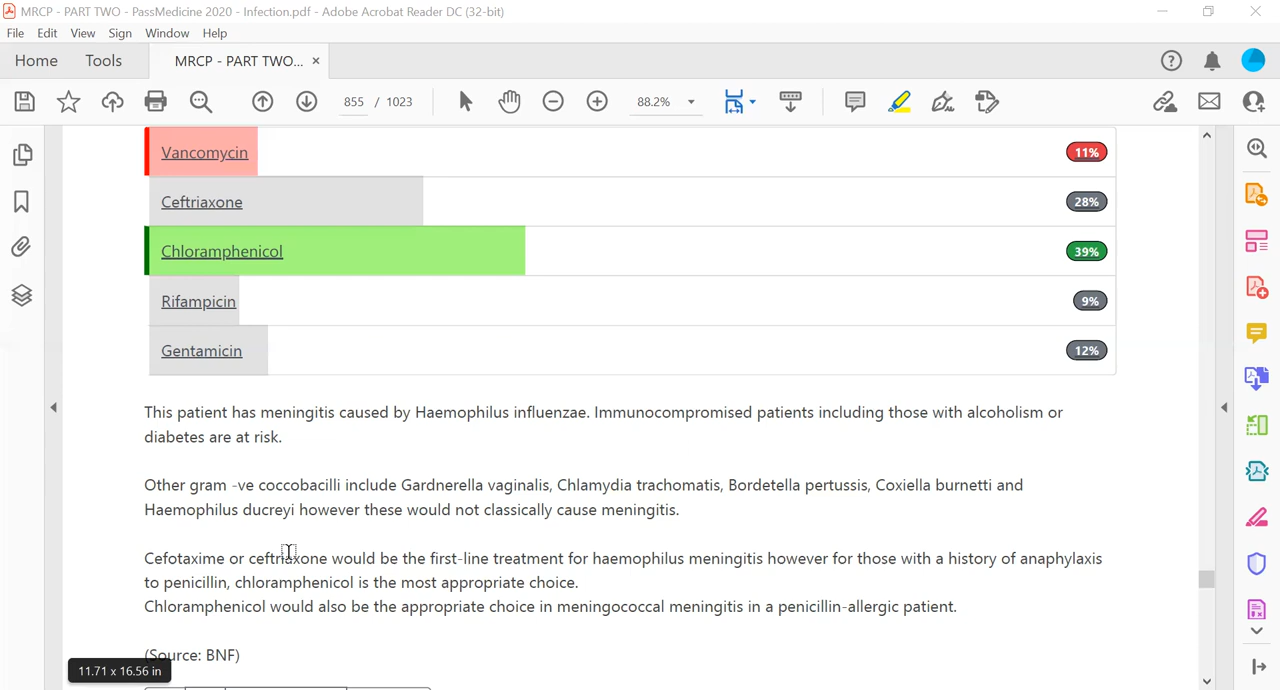 MRCP - PART TWO - PassMedicine 2020 - Infection.pdf - Adobe Acrobat Reader DC (32-bit)
File Edit View Sign Window Help
Home Tools MRCP - PART TWO... ×
855 / 1023 88.2%
Vancomycin 11%
Ceftriaxone 28%
Chloramphenicol 39%
Rifampicin 9%
Gentamicin 12%
This patient has meningitis caused by Haemophilus influenzae. Immunocompromised patients including those with alcoholism or
diabetes are at risk.
Other gram -ve coccobacilli include Gardnerella vaginalis, Chlamydia trachomatis, Bordetella pertussis, Coxiella burnetti and
Haemophilus ducreyi however these would not classically cause meningitis.
Cefotaxime or ceftriaxone would be the first-line treatment for haemophilus meningitis however for those with a history of anaphylaxis
to penicillin, chloramphenicol is the most appropriate choice.
Chloramphenicol would also be the appropriate choice in meningococcal meningitis in a penicillin-allergic patient.
(Source: BNF)
11.71 x 16.56 in